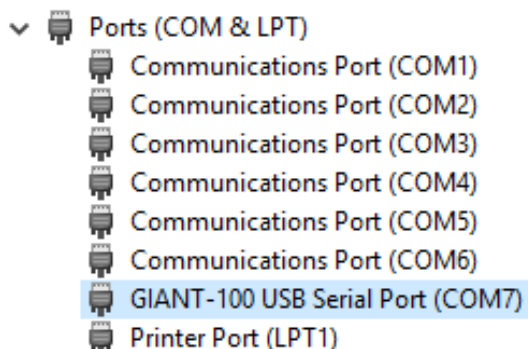 Ports (COM & LPT)
Communications Port (COM1)
Communications Port (COM2)
Communications Port (COM3)
Communications Port (COM4)
Communications Port (COM5)
Communications Port (COM6)
GIANT-100 USB Serial Port (COM7)
Printer Port (LPT1)